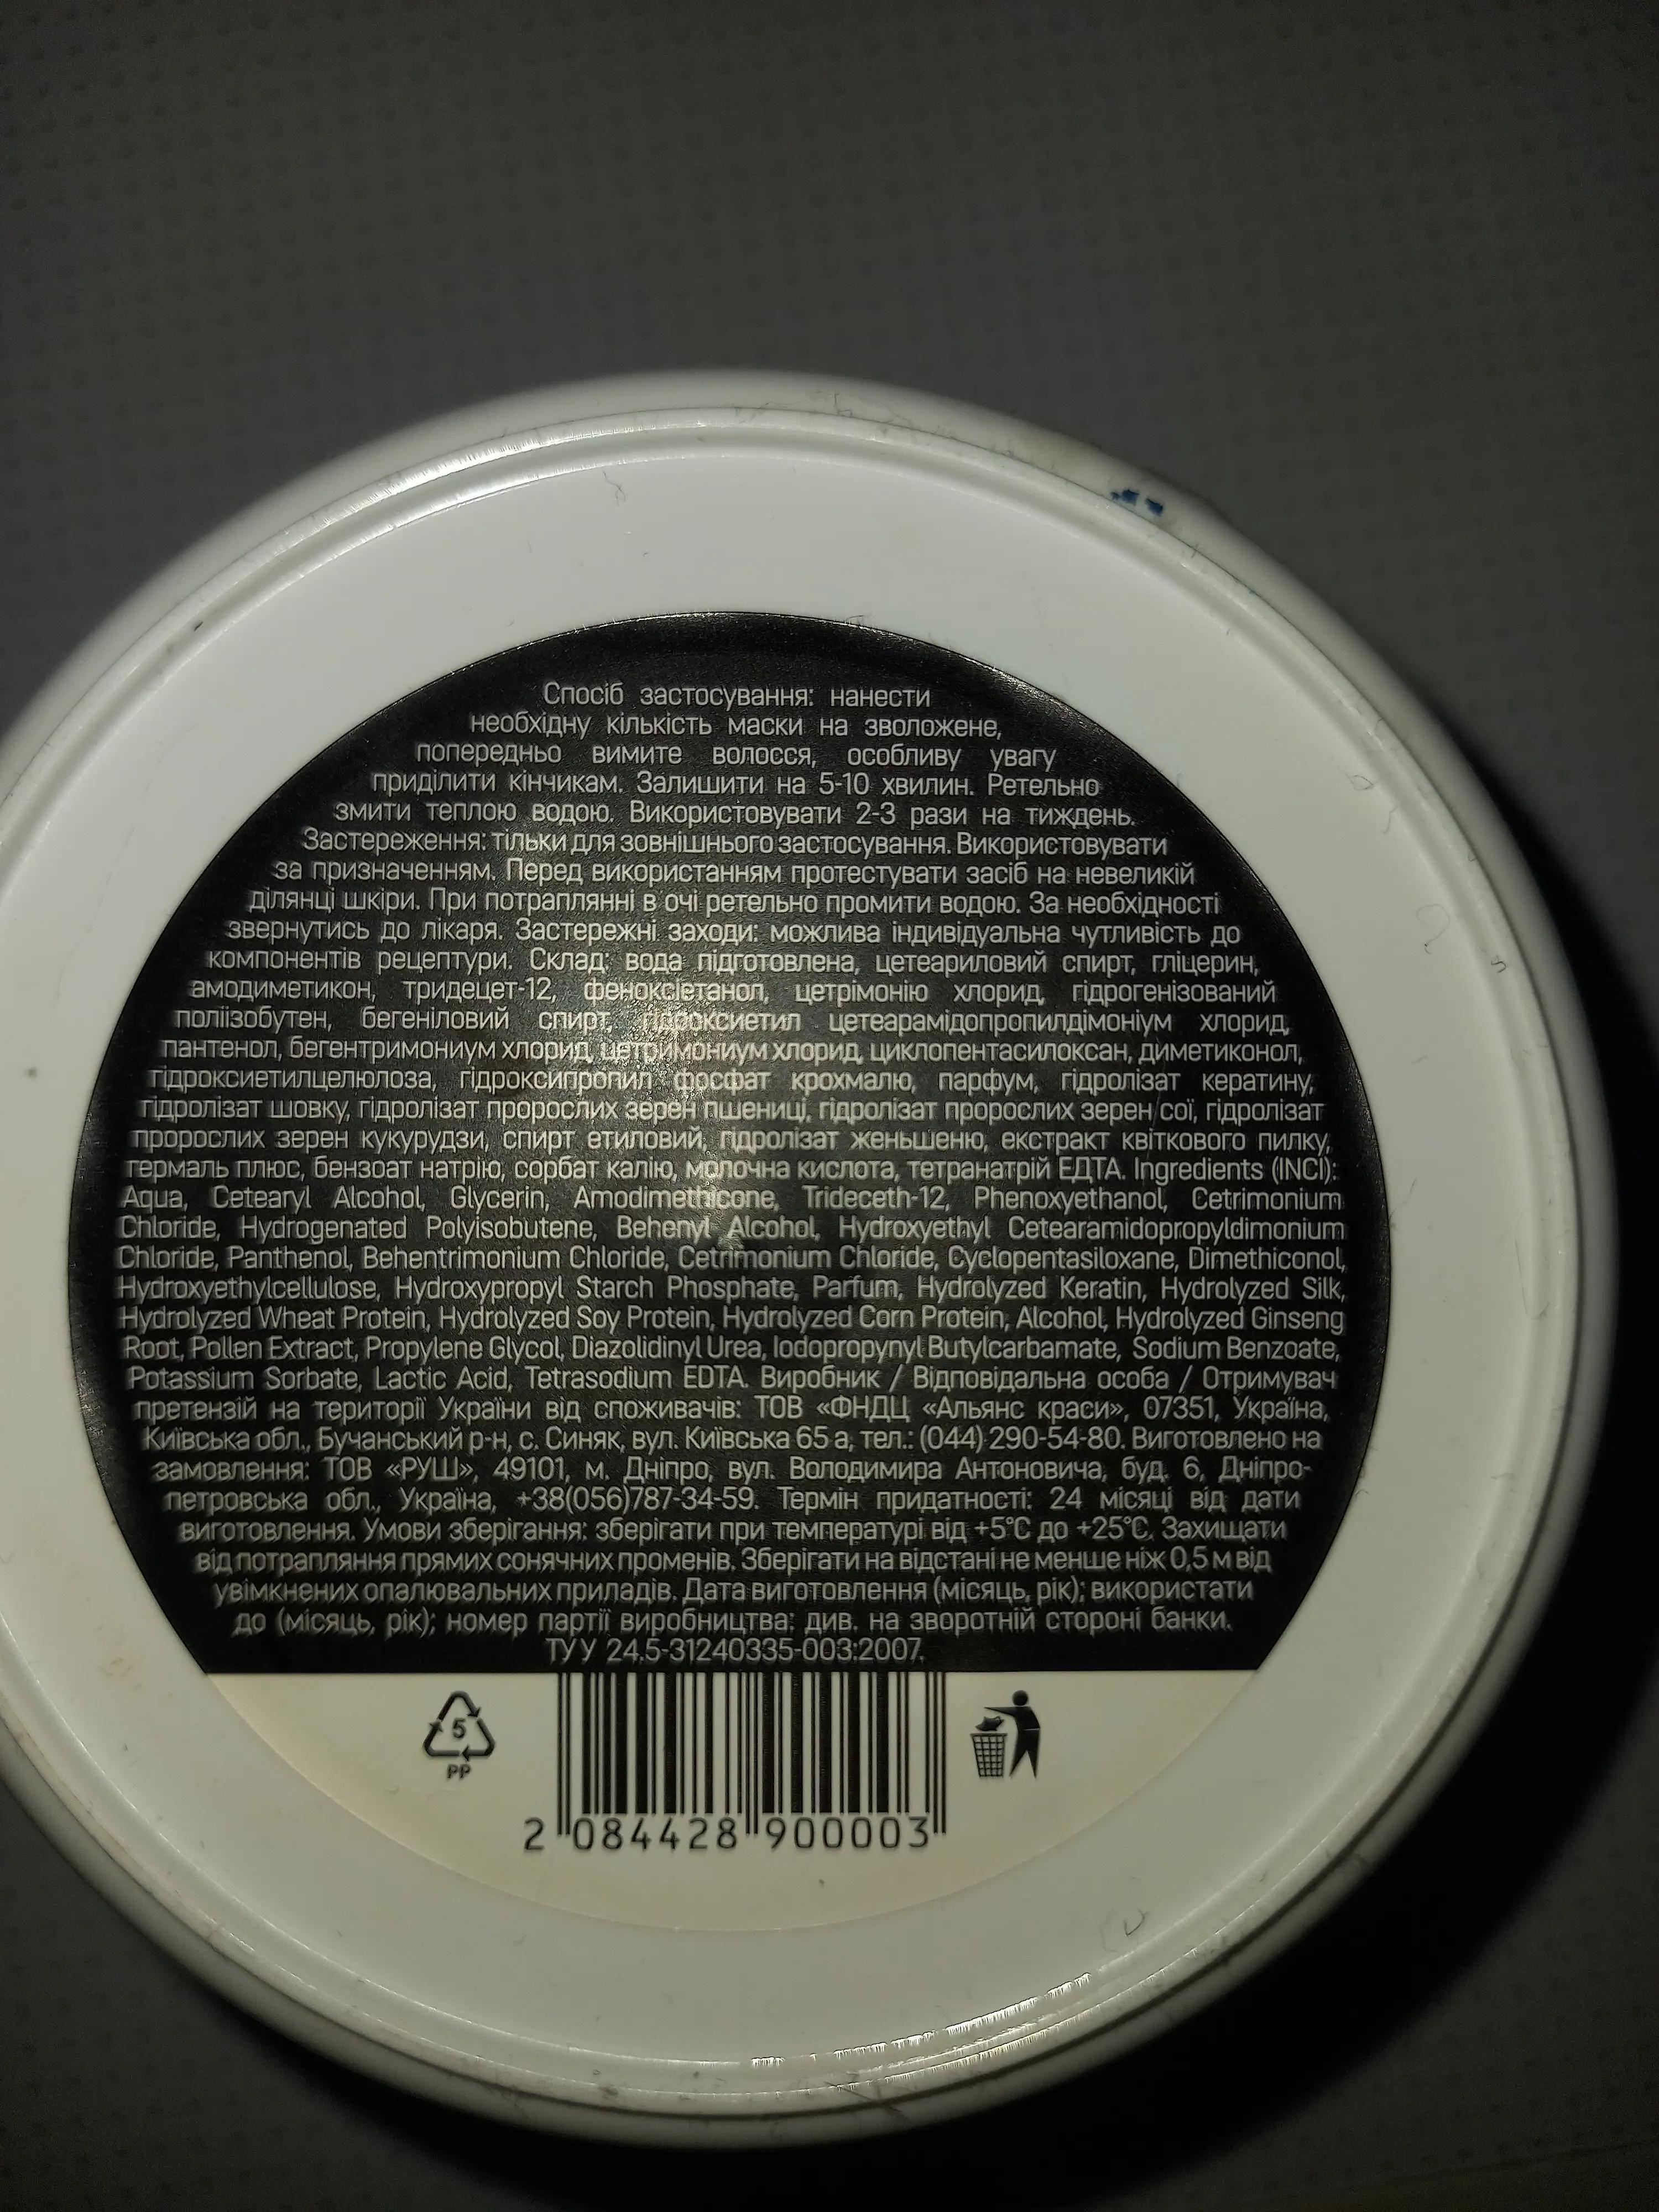 Спосіб застосування: нанести
необхідну кількість маски на зволожене,
попередньо вимите волосся, особливу увагу
приділити кінчикам. Залишити на 5-10 хвилин. Ретельно
змити теплою водою. Використовувати 2-3 рази на тиждень.
Застереження: тільки для зовнішнього застосування. Використовувати
за призначенням. Перед використанням протестувати засіб на невеликій
ділянці шкіри. При потраплянні в очі ретельно промити водою. За необхідності
звернутись до лікаря. Застережні заходи: можлива індивідуальна чутливість до
компонентів рецептури. Склад: вода підготовлена, цетеариловий спирт, гліцерин,
амодиметикон, тридецет-12, феноксіетанол, цетрімонію хлорид, гідрогенізований
поліізобутен, бегеніловий спирт, гідроксиетил цетеарамідопропилдімоніум хлорид,
пантенол, бегентримониум хлорид, цетримониум хлорид, циклопентасилоксан, диметиконол,
гідроксиетилцелюлоза, гідроксипропил фосфат крохмалю, парфум, гідролізат кератину,
гідролізат шовку, гідролізат пророслих зерен пшениці, гідролізат пророслих зерен сої, гідролізат
пророслих зерен кукурудзи, спирт етиловий, гідролізат женьшеню, екстракт квіткового пилку,
гермаль плюс, бензоат натрію, сорбат калію, молочна кислота, тетранатрій ЕДТА. Ingredients (INCI):
Aqua, Cetearyl Alcohol, Glycerin, Amodimethicone, Trideceth-12, Phenoxyethanol, Cetrimonium
Chloride, Hydrogenated Polyisobutene, Behenyl Alcohol, Hydroxyethyl Cetearamidopropyldimonium
Chloride, Panthenol, Behentrimonium Chloride, Cetrimonium Chloride, Cyclopentasiloxane, Dimethiconol,
Hydroxyethylcellulose, Hydroxypropyl Starch Phosphate, Parfum, Hydrolyzed Keratin, Hydrolyzed Silk,
Hydrolyzed Wheat Protein, Hydrolyzed Soy Protein, Hydrolyzed Corn Protein, Alcohol, Hydrolyzed Ginseng
Root, Pollen Extract, Propylene Glycol, Diazolidinyl Urea, Iodopropynyl Butylcarbamate, Sodium Benzoate,
Potassium Sorbate, Lactic Acid, Tetrasodium EDTA. Виробник / Відповідальна особа / Отримувач
претензій на території України від споживачів: ТОВ «ФНДЦ «Альянс краси», 07351, Україна,
Київська обл., Бучанський р-н, с. Синяк, вул. Київська 65 а, тел.: (044) 290-54-80. Виготовлено на
замовлення: ТОВ «РУШ», 49101, м. Дніпро, вул. Володимира Антоновича, буд. 6, Дніпро-
петровська обл., Україна, +38(056)787-34-59. Термін придатності: 24 місяці від дати
виготовлення. Умови зберігання: зберігати при температурі від +5°C до +25°C. Захищати
від потрапляння прямих сонячних променів. Зберігати на відстані не менше ніж 0,5 м від
увімкнених опалювальних приладів. Дата виготовлення (місяць, рік); використати
до (місяць, рік); номер партії виробництва: див. на зворотній стороні банки.
ТУ У 24.5-31240335-003:2007.
5
PP
2 084428 900003